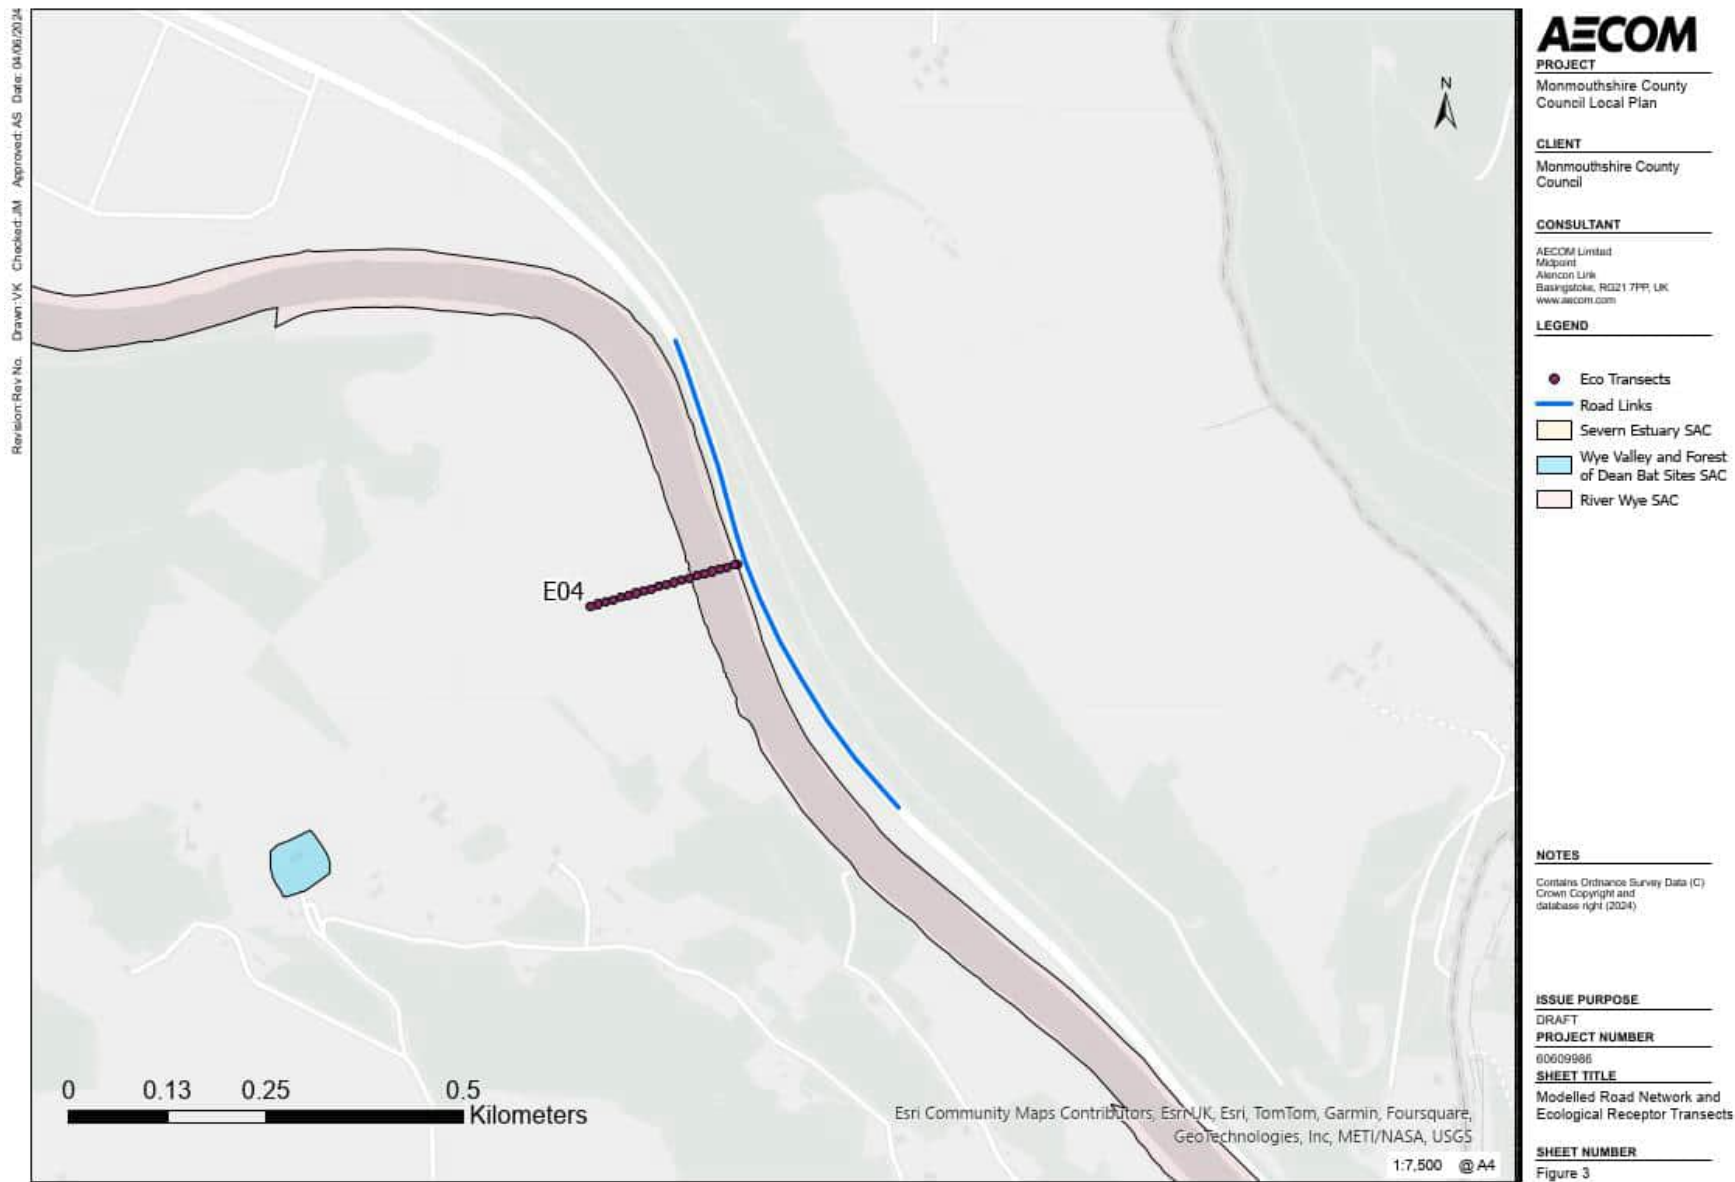 Revision:Rev No. Drawn:VK Checked:JM Approved:AS Date: 04/06/2024
N
E04
0 0.13 0.25 0.5
Kilometers
Esri Community Maps Contributors, Esri UK, Esri, TomTom, Garmin, Foursquare,
GeoTechnologies, Inc, METI/NASA, USGS
1:7,500 @ A4
AECOM
PROJECT
Monmouthshire County
Council Local Plan
CLIENT
Monmouthshire County
Council
CONSULTANT
AECOM Limited
Midpoint
Alencon Link
Basingstoke, RG21 7PP, UK
www.aecom.com
LEGEND
Eco Transects
Road Links
Severn Estuary SAC
Wye Valley and Forest
of Dean Bat Sites SAC
River Wye SAC
NOTES
Contains Ordnance Survey Data (C)
Crown Copyright and
database right (2024)
ISSUE PURPOSE
DRAFT
PROJECT NUMBER
60609986
SHEET TITLE
Modelled Road Network and
Ecological Receptor Transects
SHEET NUMBER
Figure 3